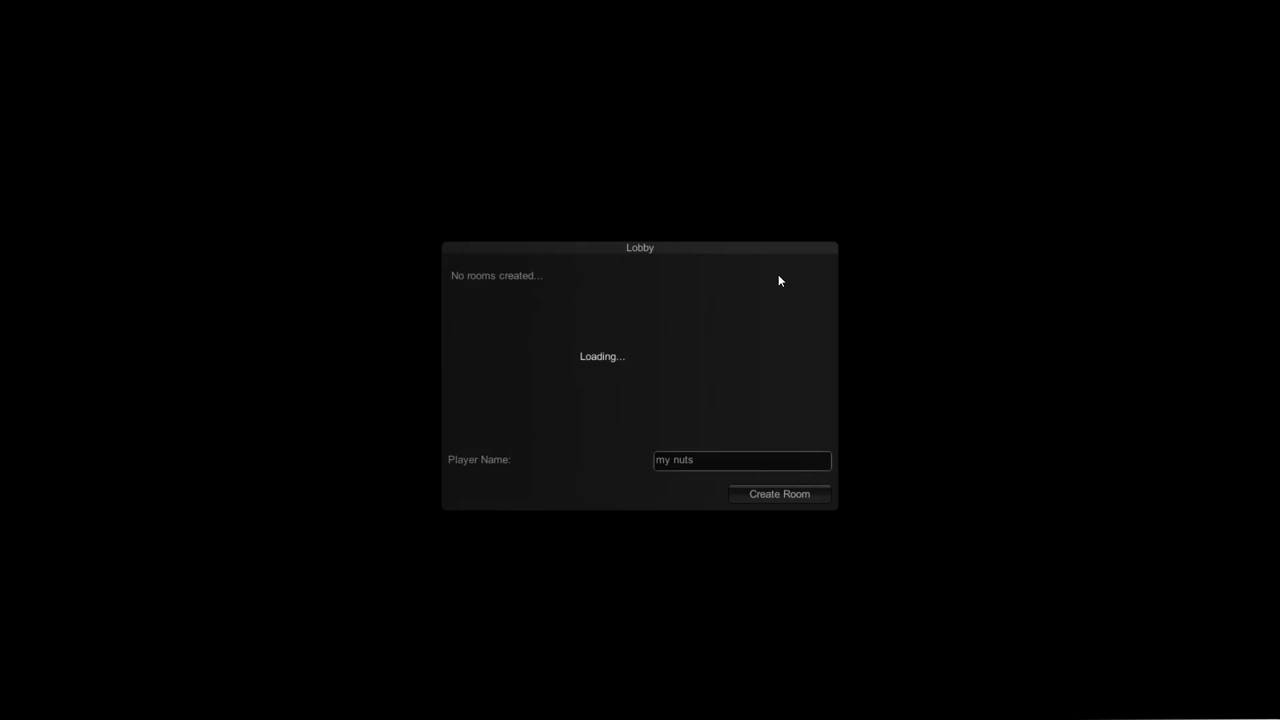 Lobby
No rooms created...
Loading...
Player Name:
my nuts
Create Room